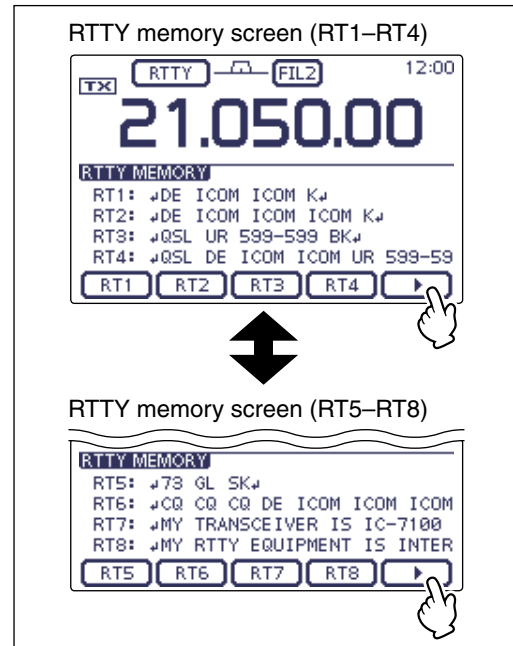 RTTY memory screen (RT1–RT4)
TX RTTY FIL2 12:00
21.050.00
RTTY MEMORY
RT1: ↲DE ICOM ICOM K↲
RT2: ↲DE ICOM ICOM ICOM K↲
RT3: ↲QSL UR 599-599 BK↲
RT4: ↲QSL DE ICOM ICOM UR 599-59
RT1 RT2 RT3 RT4
RTTY memory screen (RT5–RT8)
RTTY MEMORY
RT5: ↲73 GL SK↲
RT6: ↲CQ CQ CQ DE ICOM ICOM ICOM
RT7: ↲MY TRANSCEIVER IS IC-7100
RT8: ↲MY RTTY EQUIPMENT IS INTER
RT5 RT6 RT7 RT8